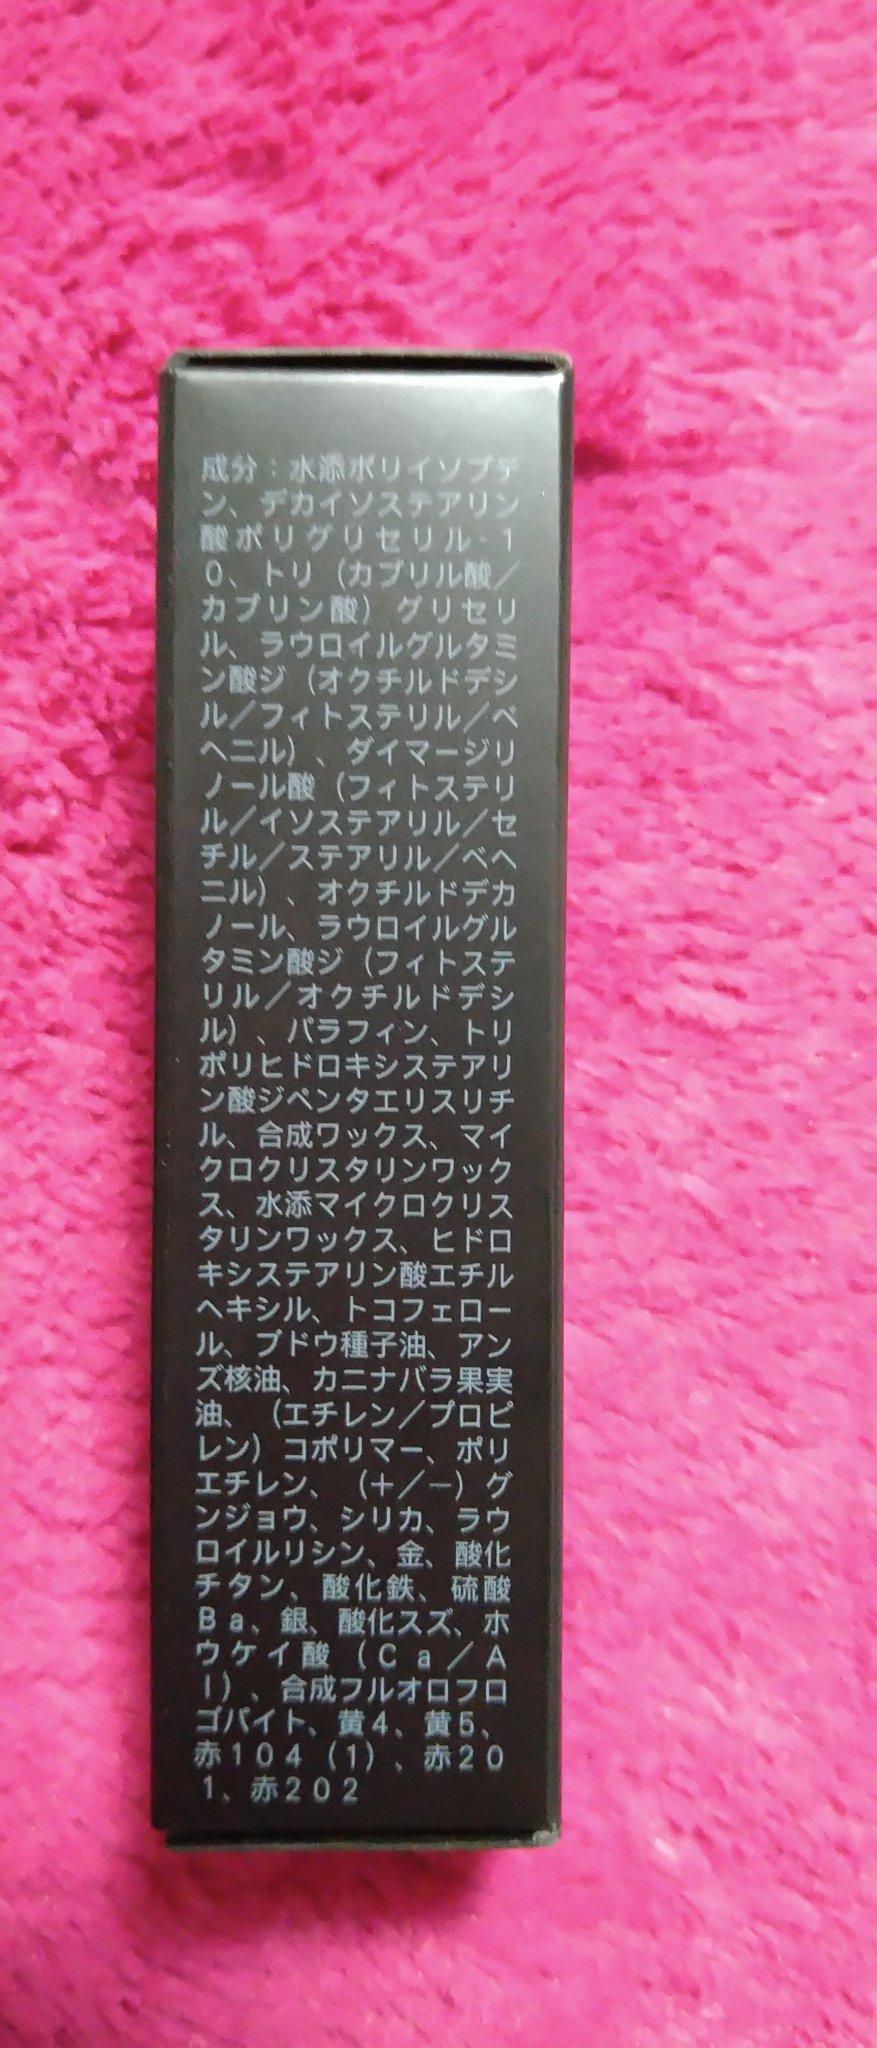 成分：水添ポリイソブテ
ン、デカイソステアリン
酸ポリグリセリル-1
0、トリ（カプリル酸／
カプリン酸）グリセリ
ル、ラウロイルグルタミ
ン酸ジ（オクチルドデシ
ル／フィトステリル／ベ
ヘニル）、ダイマージリ
ノール酸（フィトステリ
ル／イソステアリル／セ
チル／ステアリル／ベヘ
ニル）、オクチルドデカ
ノール、ラウロイルグル
タミン酸ジ（フィトステ
リル／オクチルドデシ
ル）、パラフィン、トリ
ポリヒドロキシステアリ
ン酸ジペンタエリスリチ
ル、合成ワックス、マイ
クロクリスタリンワック
ス、水添マイクロクリス
タリンワックス、ヒドロ
キシステアリン酸エチル
ヘキシル、トコフェロー
ル、ブドウ種子油、アン
ズ核油、カニナバラ果実
油、（エチレン／プロピ
レン）コポリマー、ポリ
エチレン、（＋／－）グ
ンジョウ、シリカ、ラウ
ロイルリシン、金、酸化
チタン、酸化鉄、硫酸
Ba、銀、酸化スズ、ホ
ウケイ酸（Ca／A
l）、合成フルオロフロ
ゴパイト、黄4、黄5、
赤104（1）、赤20
1、赤202